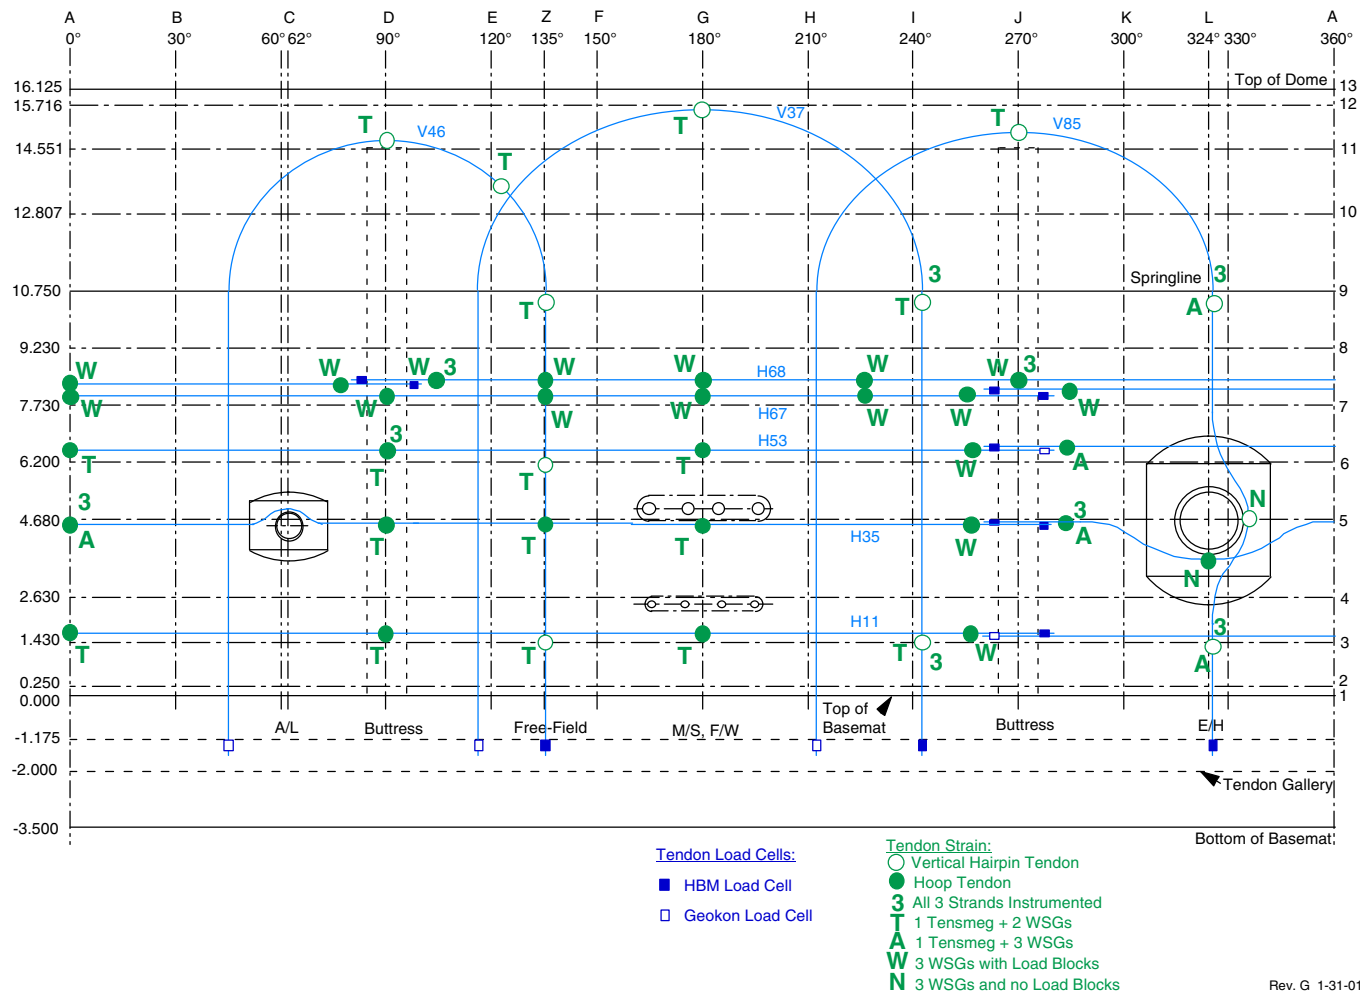 A B C D E Z F G H I J K L A
0° 30° 60° 62° 90° 120° 135° 150° 180° 210° 240° 270° 300° 324° 330° 360°
16.125 Top of Dome 13
15.716 12
T V46 T V37 T V85
14.551 11
T
12.807 10
3 Springline 3
10.750 9
T T A
9.230 8
W W W 3 W W W H68 W 3
7.730 7
W W W W W W W
H67
H53
3
6.200 6
T T T T W A
3 N
4.680 5
3
A T T T H35 W A
N
2.630 4
H11
3
1.430 3
T T T T T 3 W A
0.250 2
0.000 1
A/L Buttress Free-Field M/S, F/W Top of Basemat Buttress E/H
-1.175
-2.000
Tendon Gallery
-3.500
Bottom of Basemat
Tendon Load Cells:
HBM Load Cell
Geokon Load Cell
Tendon Strain:
Vertical Hairpin Tendon
Hoop Tendon
3 All 3 Strands Instrumented
T 1 Tensmeg + 2 WSGs
A 1 Tensmeg + 3 WSGs
W 3 WSGs with Load Blocks
N 3 WSGs and no Load Blocks
Rev. G 1-31-01